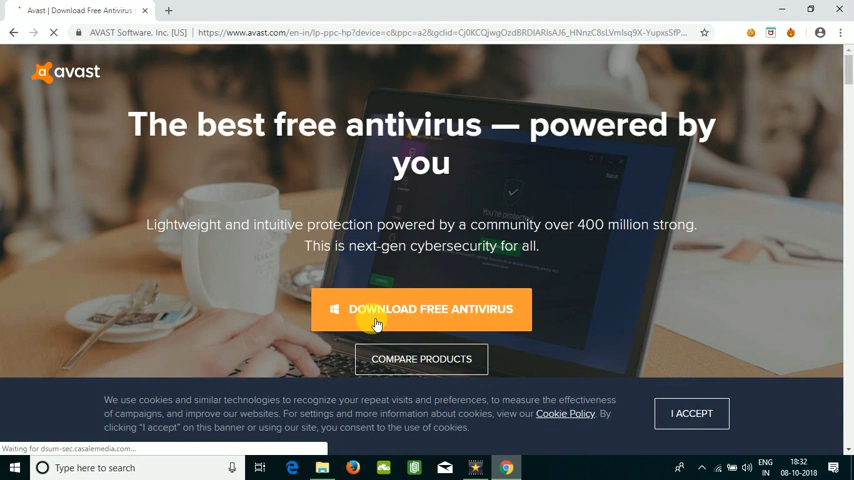 Avast | Download Free Antivirus
AVAST Software, Inc. [US] | https://www.avast.com/en-in/lp-ppc-hp?device=c&ppc=a2&gclid=
avast
The best free antivirus — powered by
you
Lightweight and intuitive protection powered by a community over 400 million strong.
This is next-gen cybersecurity for all.
DOWNLOAD FREE ANTIVIRUS
COMPARE PRODUCTS
We use cookies and similar technologies to recognize your repeat visits and preferences, to measure the effectiveness
of campaigns, and improve our websites. For settings and more information about cookies, view our Cookie Policy. By
clicking "I accept" on this banner or using our site, you consent to the use of cookies.
I ACCEPT
Waiting for dsum-sec.casalemedia.com...
Type here to search
ENG
IN
18:32
08-10-2018